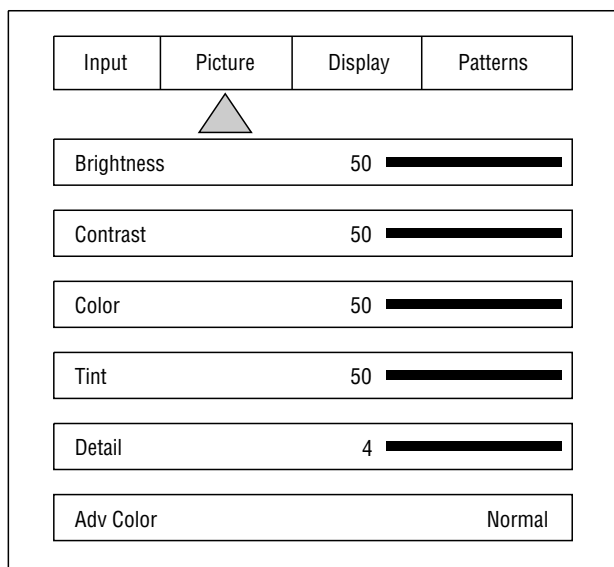 Input Picture Display Patterns
Brightness 50
Contrast 50
Color 50
Tint 50
Detail 4
Adv Color Normal